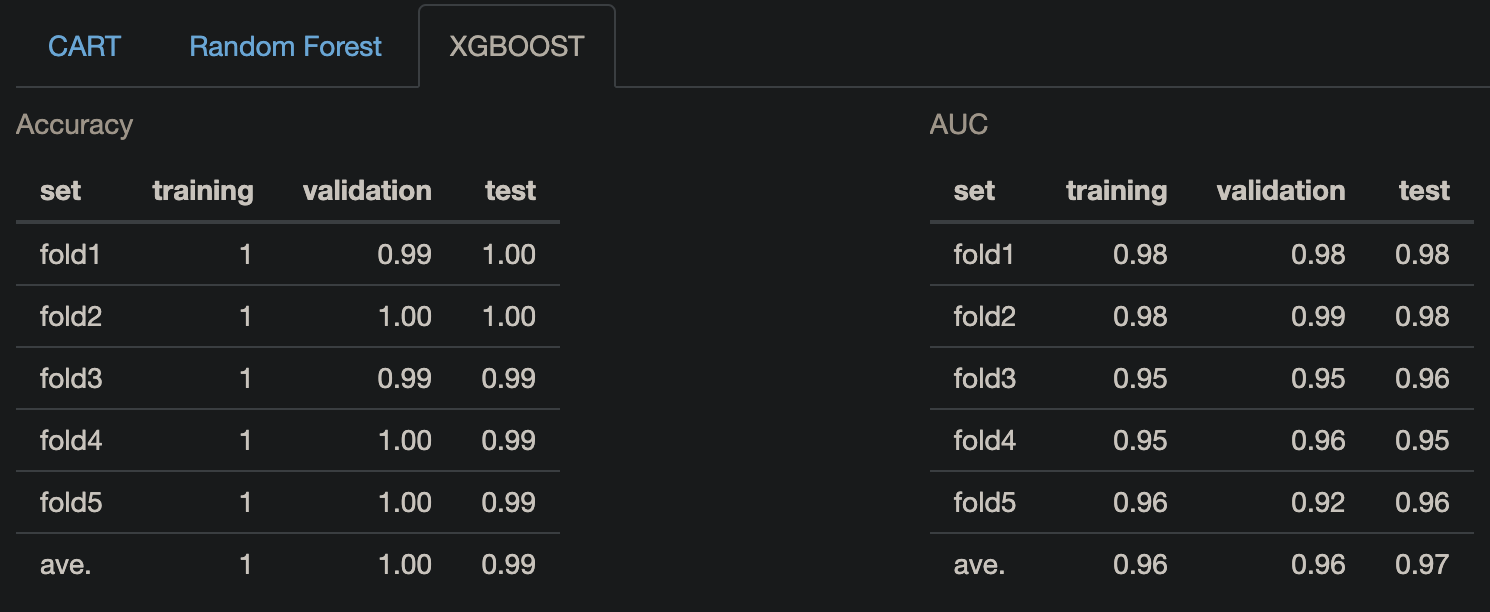 CART Random Forest XGBOOST
Accuracy
set training validation test
fold1 1 0.99 1.00
fold2 1 1.00 1.00
fold3 1 0.99 0.99
fold4 1 1.00 0.99
fold5 1 1.00 0.99
ave. 1 1.00 0.99
AUC
set training validation test
fold1 0.98 0.98 0.98
fold2 0.98 0.99 0.98
fold3 0.95 0.95 0.96
fold4 0.95 0.96 0.95
fold5 0.96 0.92 0.96
ave. 0.96 0.96 0.97